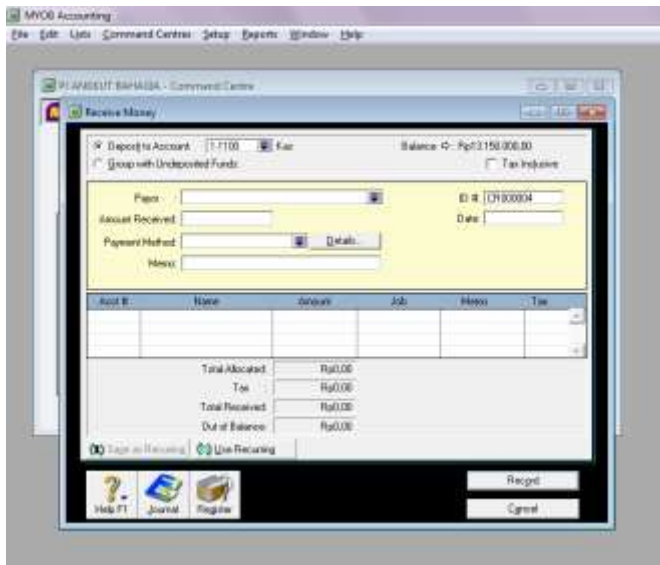 MYOB Accounting
File Edit Lists Command Centres Setup Reports Window Help
PT ANGKUT BAHAGIA - Command Centre
Receive Money
Deposit to Account: 1-1100 Kas Balance Rp13.150.000,00
Group with Undeposited Funds: Tax Inclusive
Payor: ID #: CR000004
Amount Received: Date:
Payment Method: Details...
Memo:
Acct # Name Amount Job Memo Tax
Total Allocated: Rp0,00
Tax: Rp0,00
Total Received: Rp0,00
Out of Balance: Rp0,00
Save as Recurring Use Recurring
Help F1 Journal Register Record
Cancel